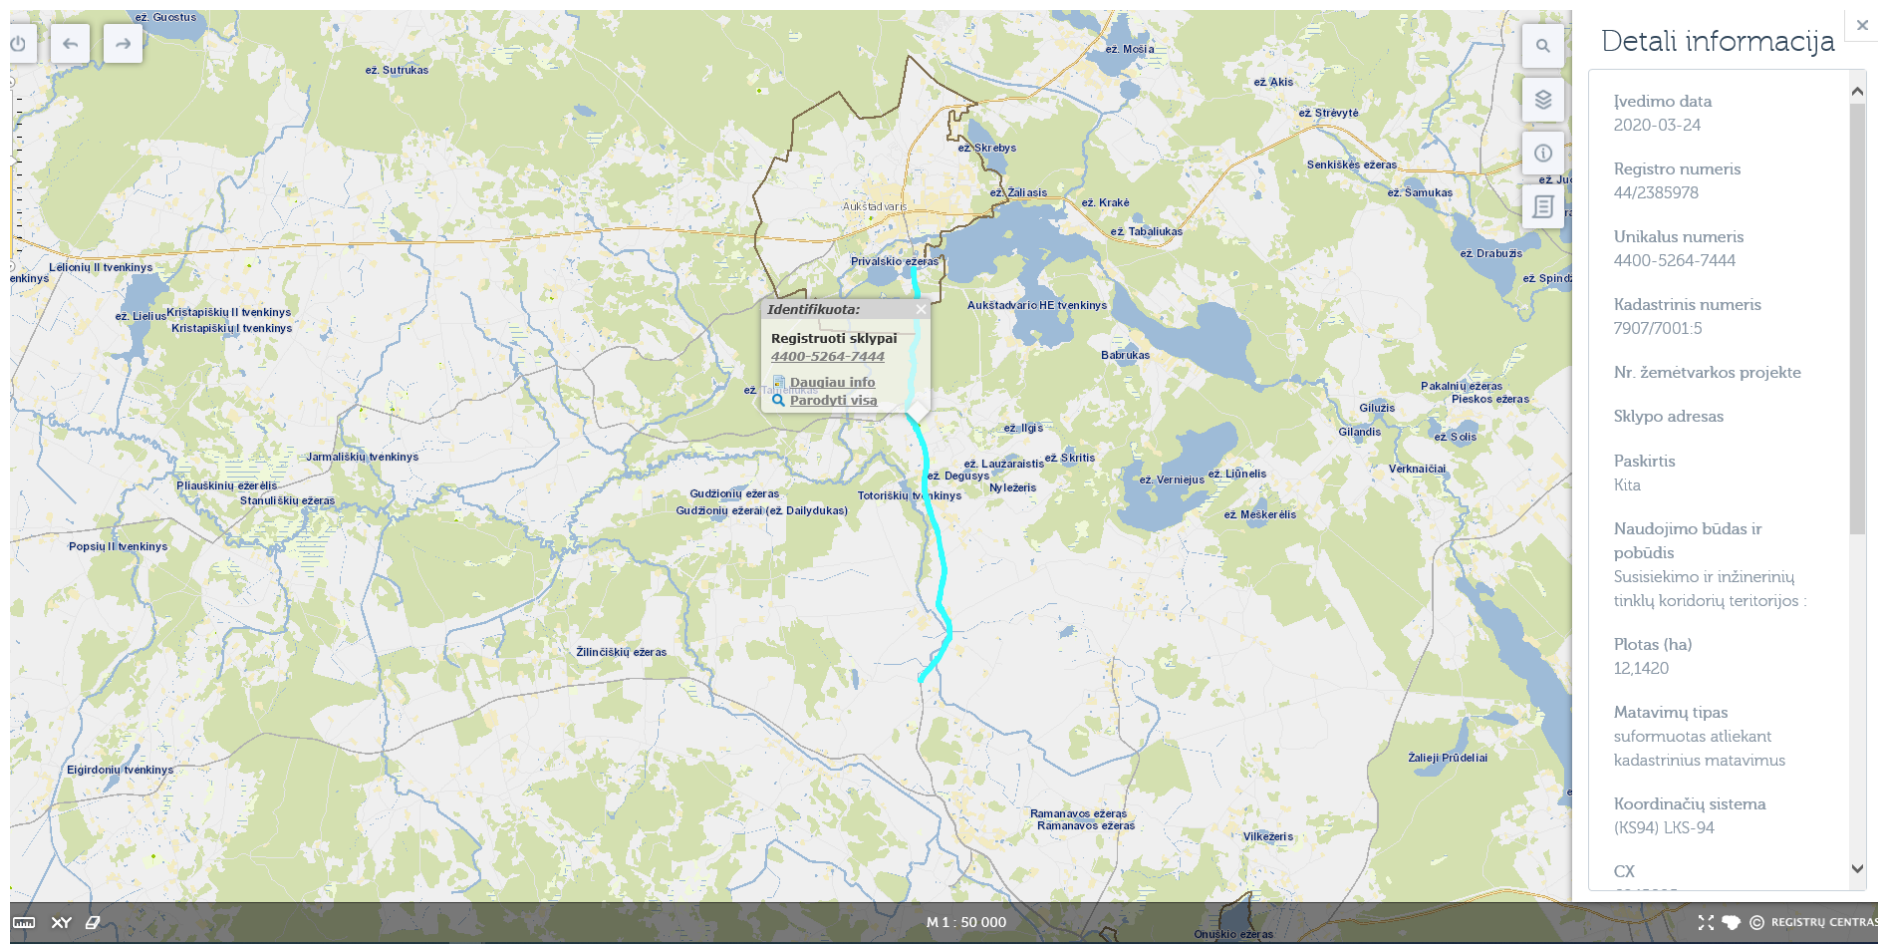 ež. Guostus
ež. Sutrukas
ež. Mošia
ež. Akis
ež. Strėvytė
ež. Skrebys
Senkiškės ežeras
ež. Žaliasis
ež. Šamukas
ež. Krakė
Aukštadvaris
ež. Tabaliukas
ež. Drabužis
Privalskio ežeras
Lėlionių II tvenkinys
ež. Lielius
Kristapiškių II tvenkinys
Kristapiškių I tvenkinys
Aukštadvario HE tvenkinys
Babrukas
Identifikuota:
Registruoti sklypai
4400-5264-7444
Daugiau info
Parodyti visa
Pakalnių ežeras
Pieskos ežeras
Gilužis
Gilandis
ež. Solis
ež. Ilgis
Jarmališkių tvenkinys
ež. Lauzaraistis
ež. Skritis
ež. Degusys
Nyležeris
ež. Verniejus
ež. Liūnelis
Verknaičiai
Pliauškinių ežerėlis
Stanuliškių ežeras
Gudžionių ežeras
Gudžionių ežerai (ež. Dailydukas)
Totoriškių tvenkinys
ež. Meškerėlis
Popsių II tvenkinys
Žilinčiškių ežeras
Eigirdonių tvenkinys
Žalieji Prūdeliai
Ramanavos ežeras
Ramanavos ežeras
Vilkežeris
Onuškio ežeras
XY
M 1 : 50 000
© REGISTRŲ CENTRAS
Detali informacija
Įvedimo data
2020-03-24
Registro numeris
44/2385978
Unikalus numeris
4400-5264-7444
Kadastrinis numeris
7907/7001:5
Nr. žemėtvarkos projekte
Sklypo adresas
Paskirtis
Kita
Naudojimo būdas ir
pobūdis
Susisiekimo ir inžinerinių
tinklų koridorių teritorijos :
Plotas (ha)
12,1420
Matavimų tipas
suformuotas atliekant
kadastrinius matavimus
Koordinačių sistema
(KS94) LKS-94
CX